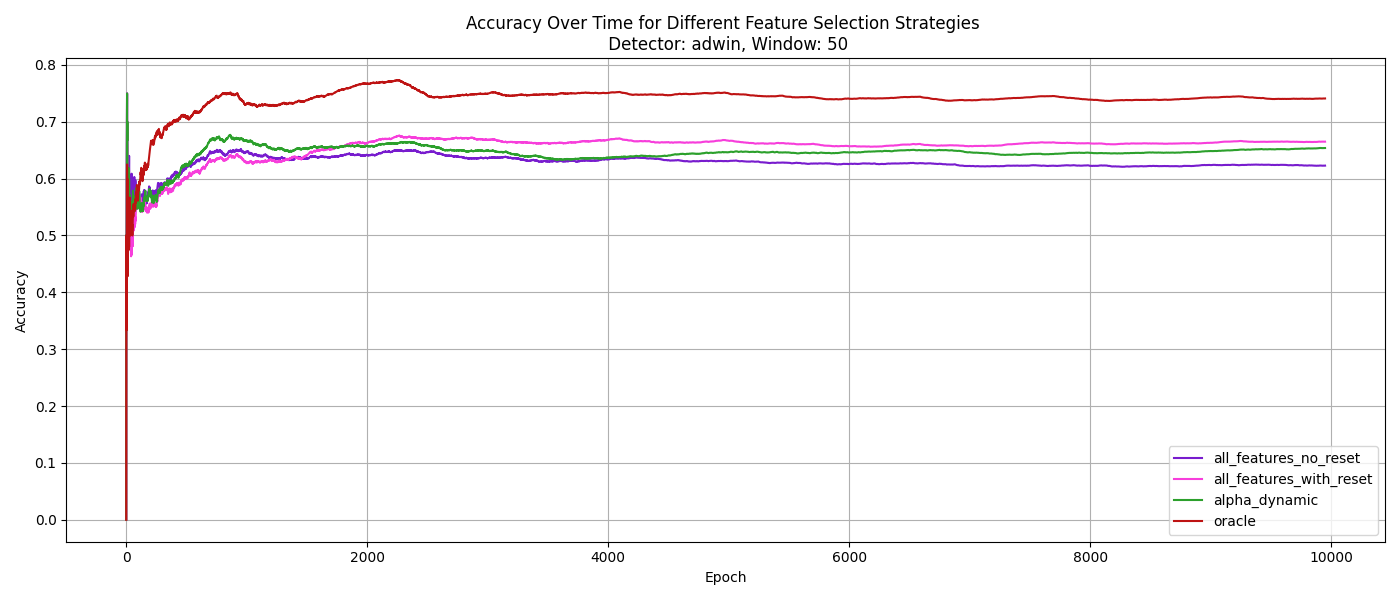 Accuracy Over Time for Different Feature Selection Strategies
Detector: adwin, Window: 50
Accuracy
0.8
0.7
0.6
0.5
0.4
0.3
0.2
0.1
0.0
0
2000
4000
6000
8000
10000
Epoch
all_features_no_reset
all_features_with_reset
alpha_dynamic
oracle